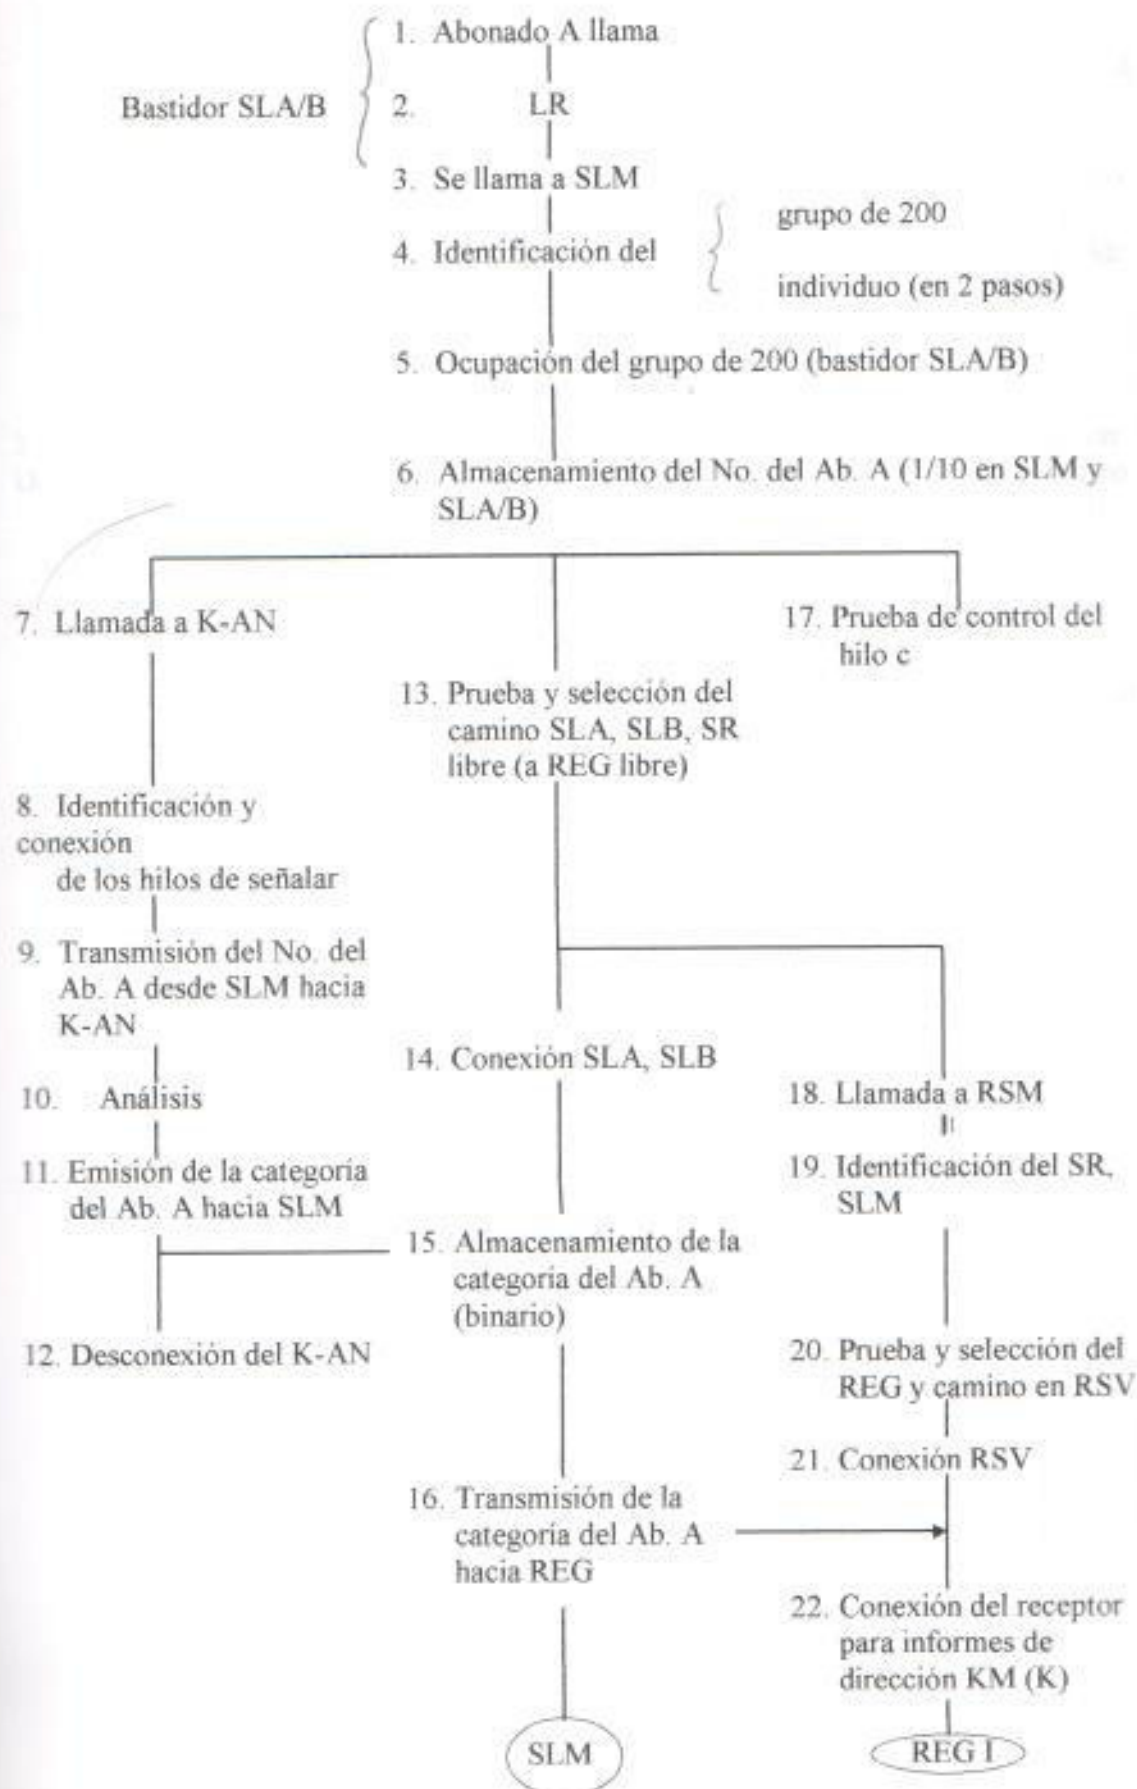 1. Abonado A llama
Bastidor SLA/B
2. LR
3. Se llama a SLM
4. Identificación del
grupo de 200
individuo (en 2 pasos)
5. Ocupación del grupo de 200 (bastidor SLA/B)
6. Almacenamiento del No. del Ab. A (1/10 en SLM y
SLA/B)
7. Llamada a K-AN
8. Identificación y
conexión
de los hilos de señalar
9. Transmisión del No. del
Ab. A desde SLM hacia
K-AN
10. Análisis
11. Emisión de la categoría
del Ab. A hacia SLM
12. Desconexión del K-AN
13. Prueba y selección del
camino SLA, SLB, SR
libre (a REG libre)
14. Conexión SLA, SLB
15. Almacenamiento de la
categoría del Ab. A
(binario)
16. Transmisión de la
categoría del Ab. A
hacia REG
SLM
17. Prueba de control del
hilo c
18. Llamada a RSM
19. Identificación del SR,
SLM
20. Prueba y selección del
REG y camino en RSV
21. Conexión RSV
22. Conexión del receptor
para informes de
dirección KM (K)
REG I